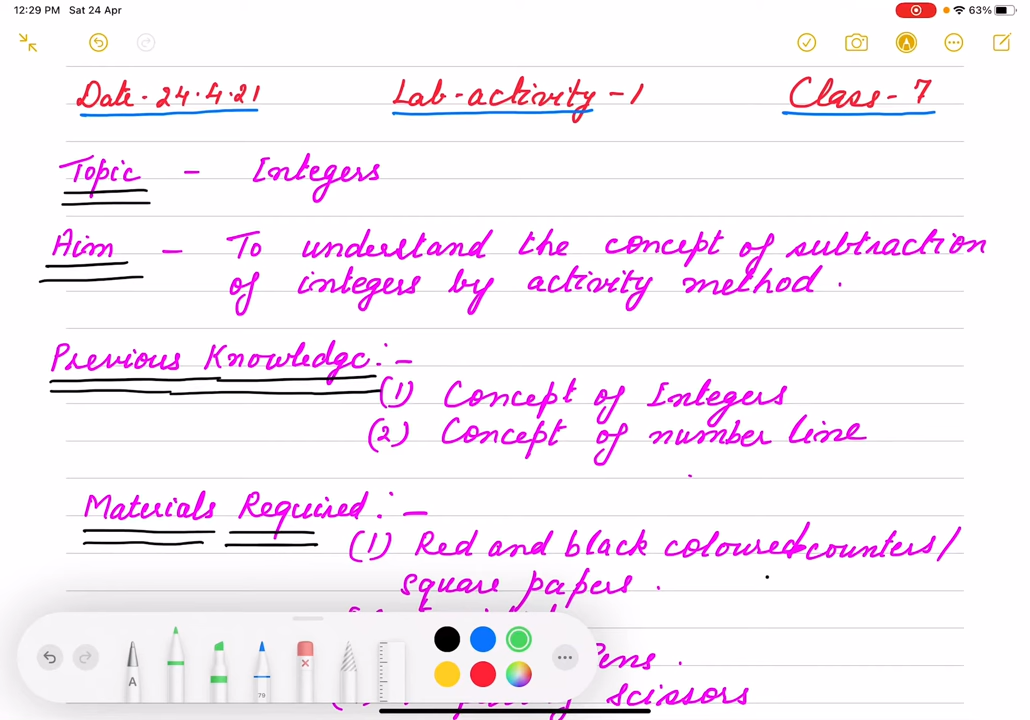 12:29 PM Sat 24 Apr 63%
Date - 24.4.21 Lab-activity - 1 Class - 7
Topic - Integers
Aim - To understand the concept of subtraction
of integers by activity method.
Previous Knowledge :-
(1) Concept of Integers
(2) Concept of number line
Materials Required :-
(1) Red and black coloured counters/
square papers.
Pens.
scissors
A
79